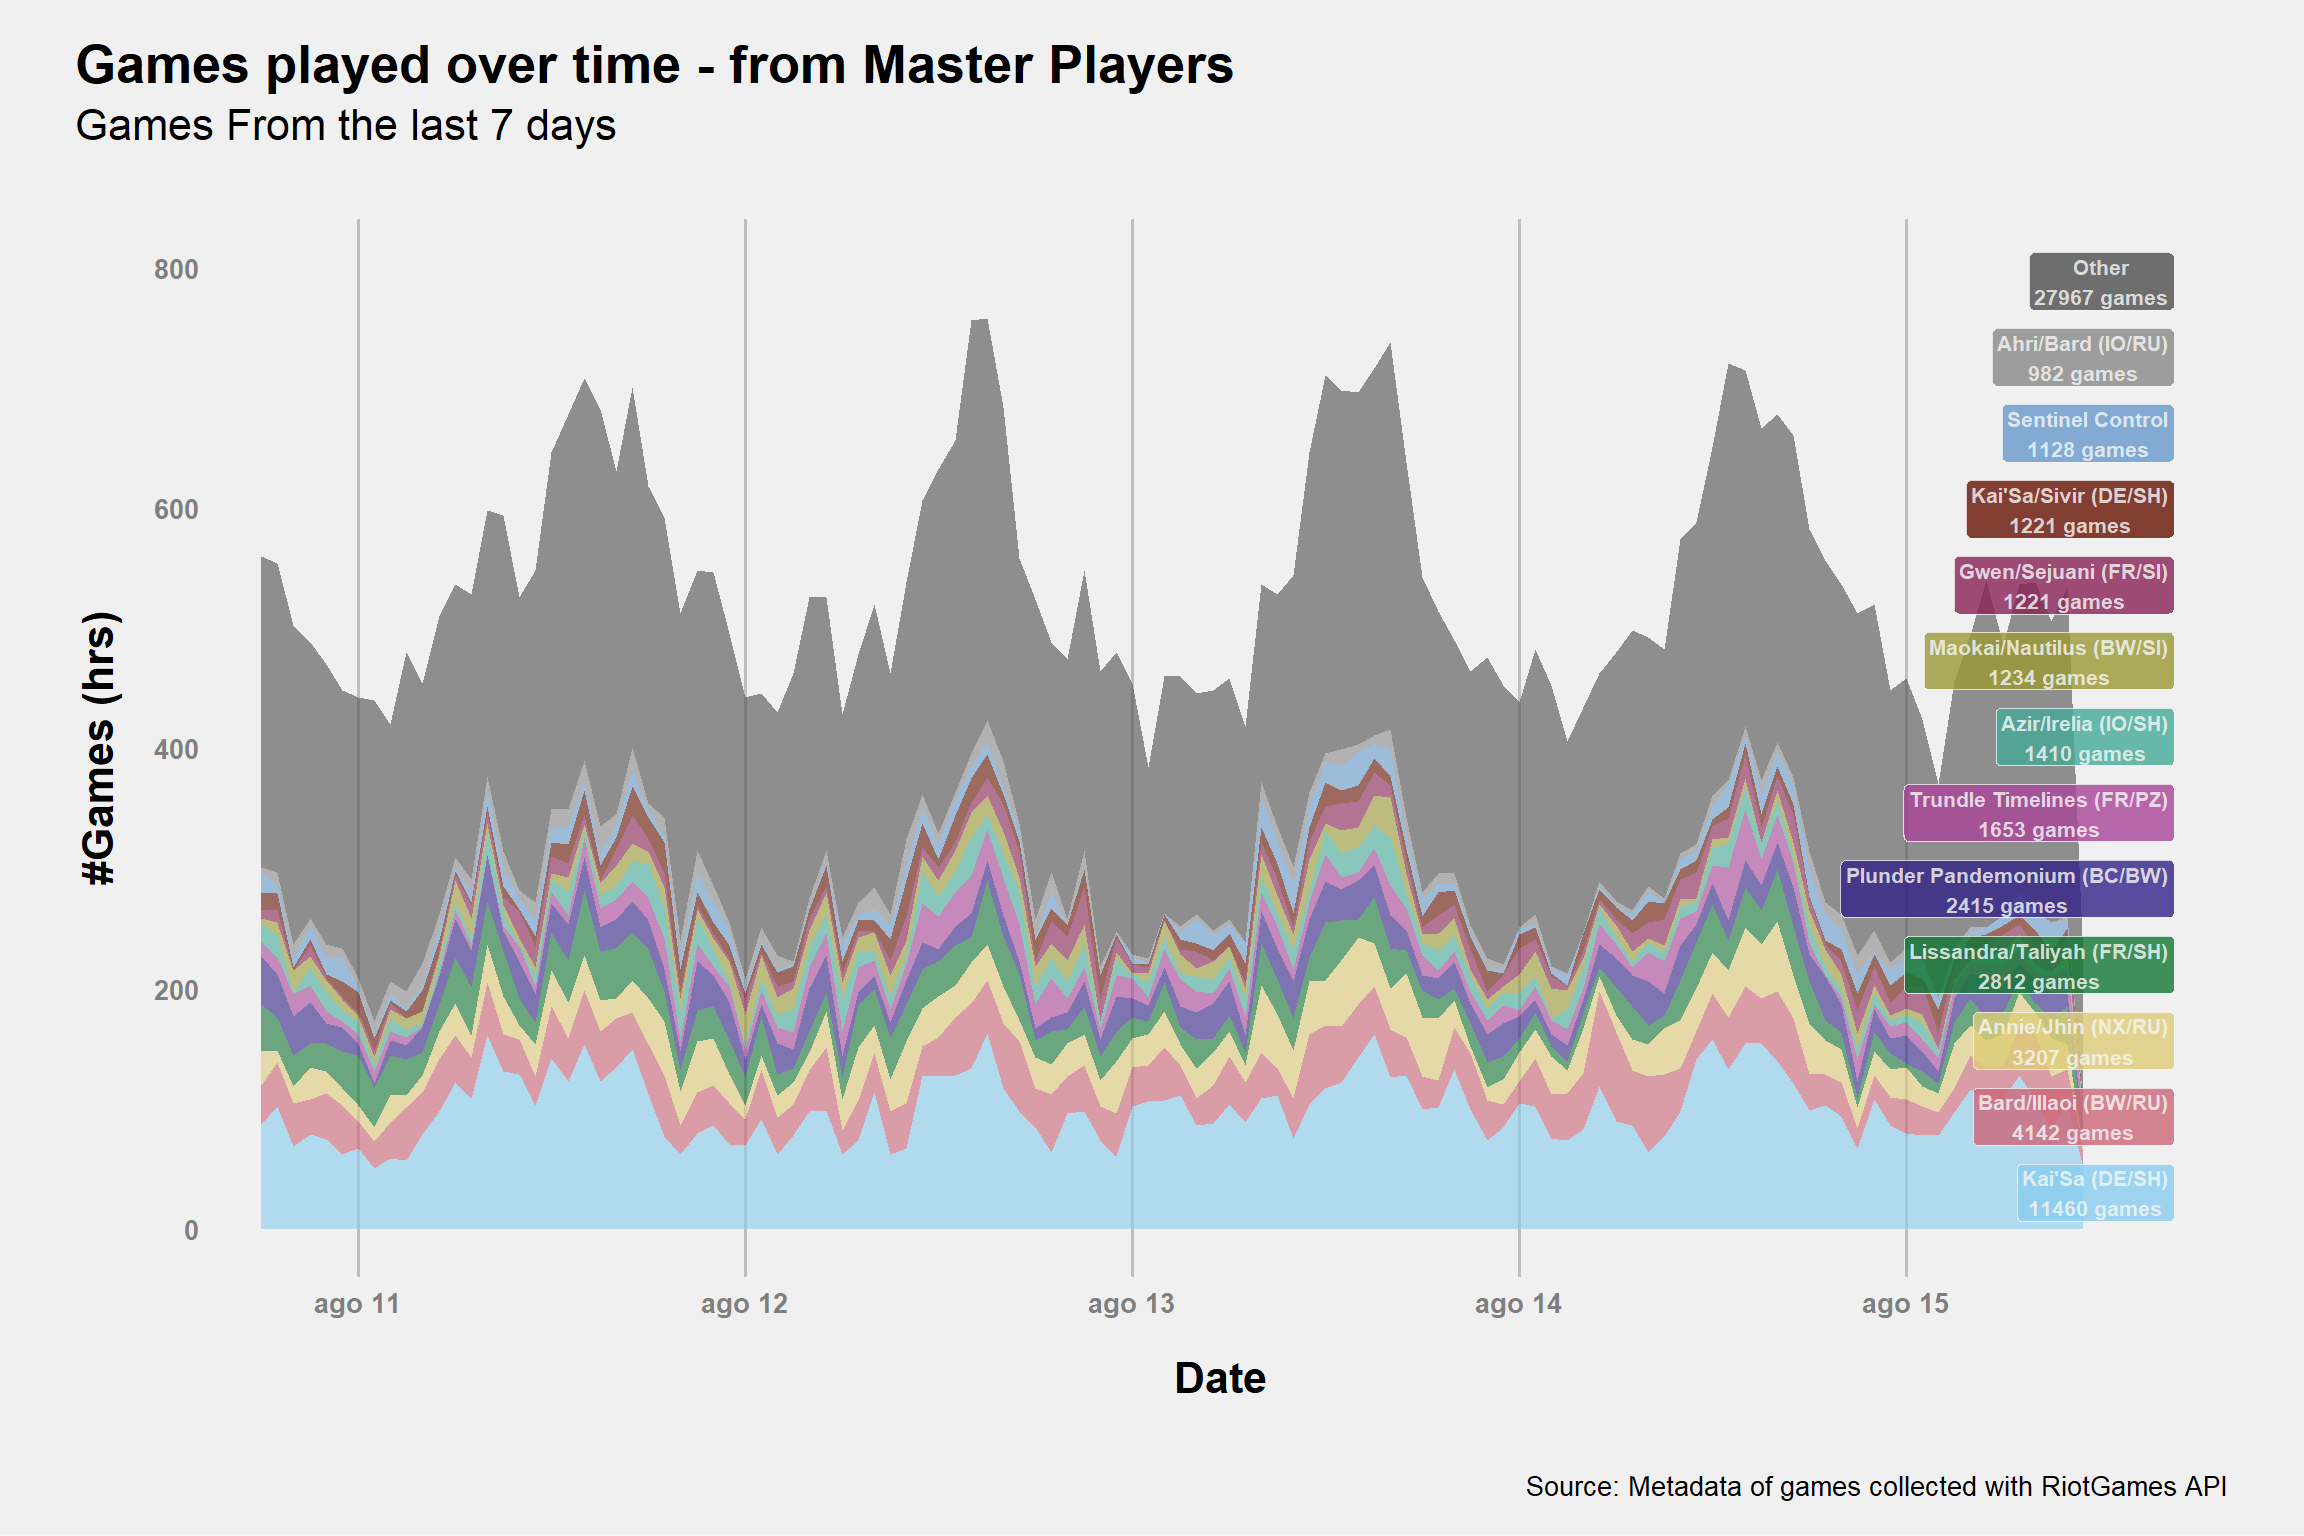 Games played over time - from Master Players
Games From the last 7 days
#Games (hrs)
800
600
400
200
0
Other
27967 games
Ahri/Bard (IO/RU)
982 games
Sentinel Control
1128 games
Kai'Sa/Sivir (DE/SH)
1221 games
Gwen/Sejuani (FR/SI)
1221 games
Maokai/Nautilus (BW/SI)
1234 games
Azir/Irelia (IO/SH)
1410 games
Trundle Timelines (FR/PZ)
1653 games
Plunder Pandemonium (BC/BW)
2415 games
Lissandra/Taliyah (FR/SH)
2812 games
Annie/Jhin (NX/RU)
3207 games
Bard/Illaoi (BW/RU)
4142 games
Kai'Sa (DE/SH)
11460 games
ago 11
ago 12
ago 13
ago 14
ago 15
Date
Source: Metadata of games collected with RiotGames API